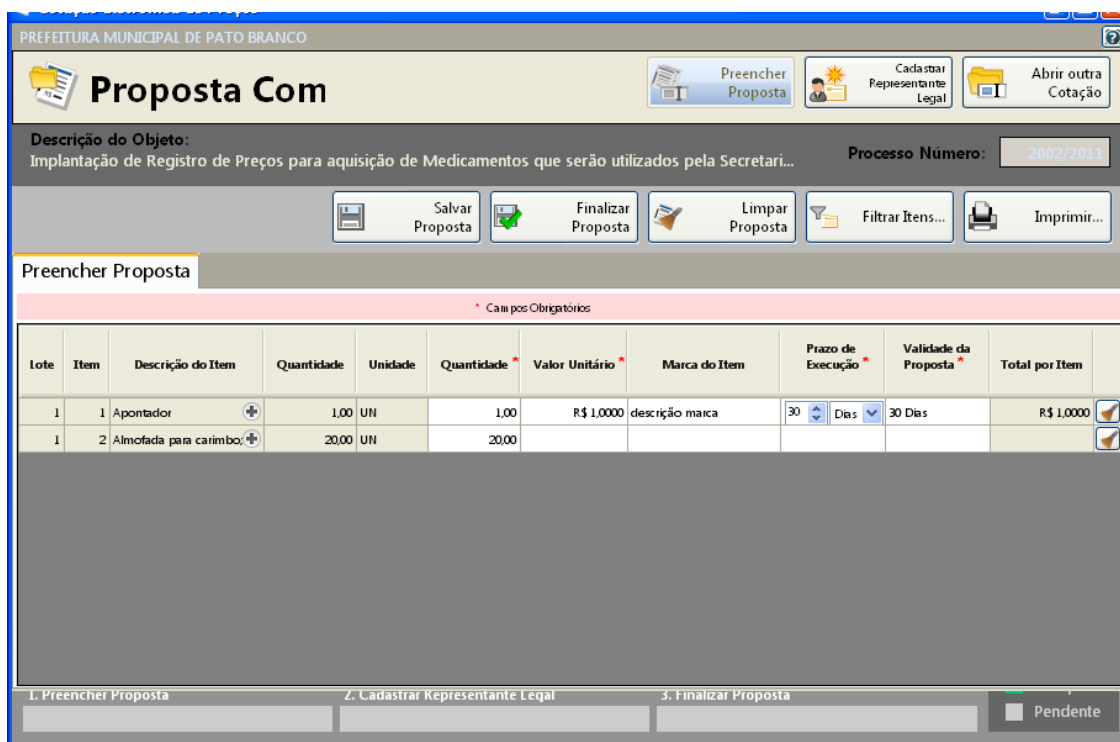 PREFEITURA MUNICIPAL DE PATO BRANCO
Proposta Com
Preencher Proposta
Cadastrar Representante Legal
Abrir outra Cotação
Descrição do Objeto:
Implantação de Registro de Preços para aquisição de Medicamentos que serão utilizados pela Secretari...
Processo Número: 2002/2011
Salvar Proposta
Finalizar Proposta
Limpar Proposta
Filtrar Itens...
Imprimir...
Preencher Proposta
* Campos Obrigatórios
Lote Item Descrição do Item Quantidade Unidade Quantidade * Valor Unitário * Marca do Item Prazo de Execução * Validade da Proposta * Total por Item
1 1 Apontador 1,00 UN 1,00 R$ 1,0000 descrição marca 30 Dias 30 Dias R$ 1,0000
1 2 Almofada para carimbo; 20,00 UN 20,00
1. Preencher Proposta 2. Cadastrar Representante Legal 3. Finalizar Proposta
Pendente